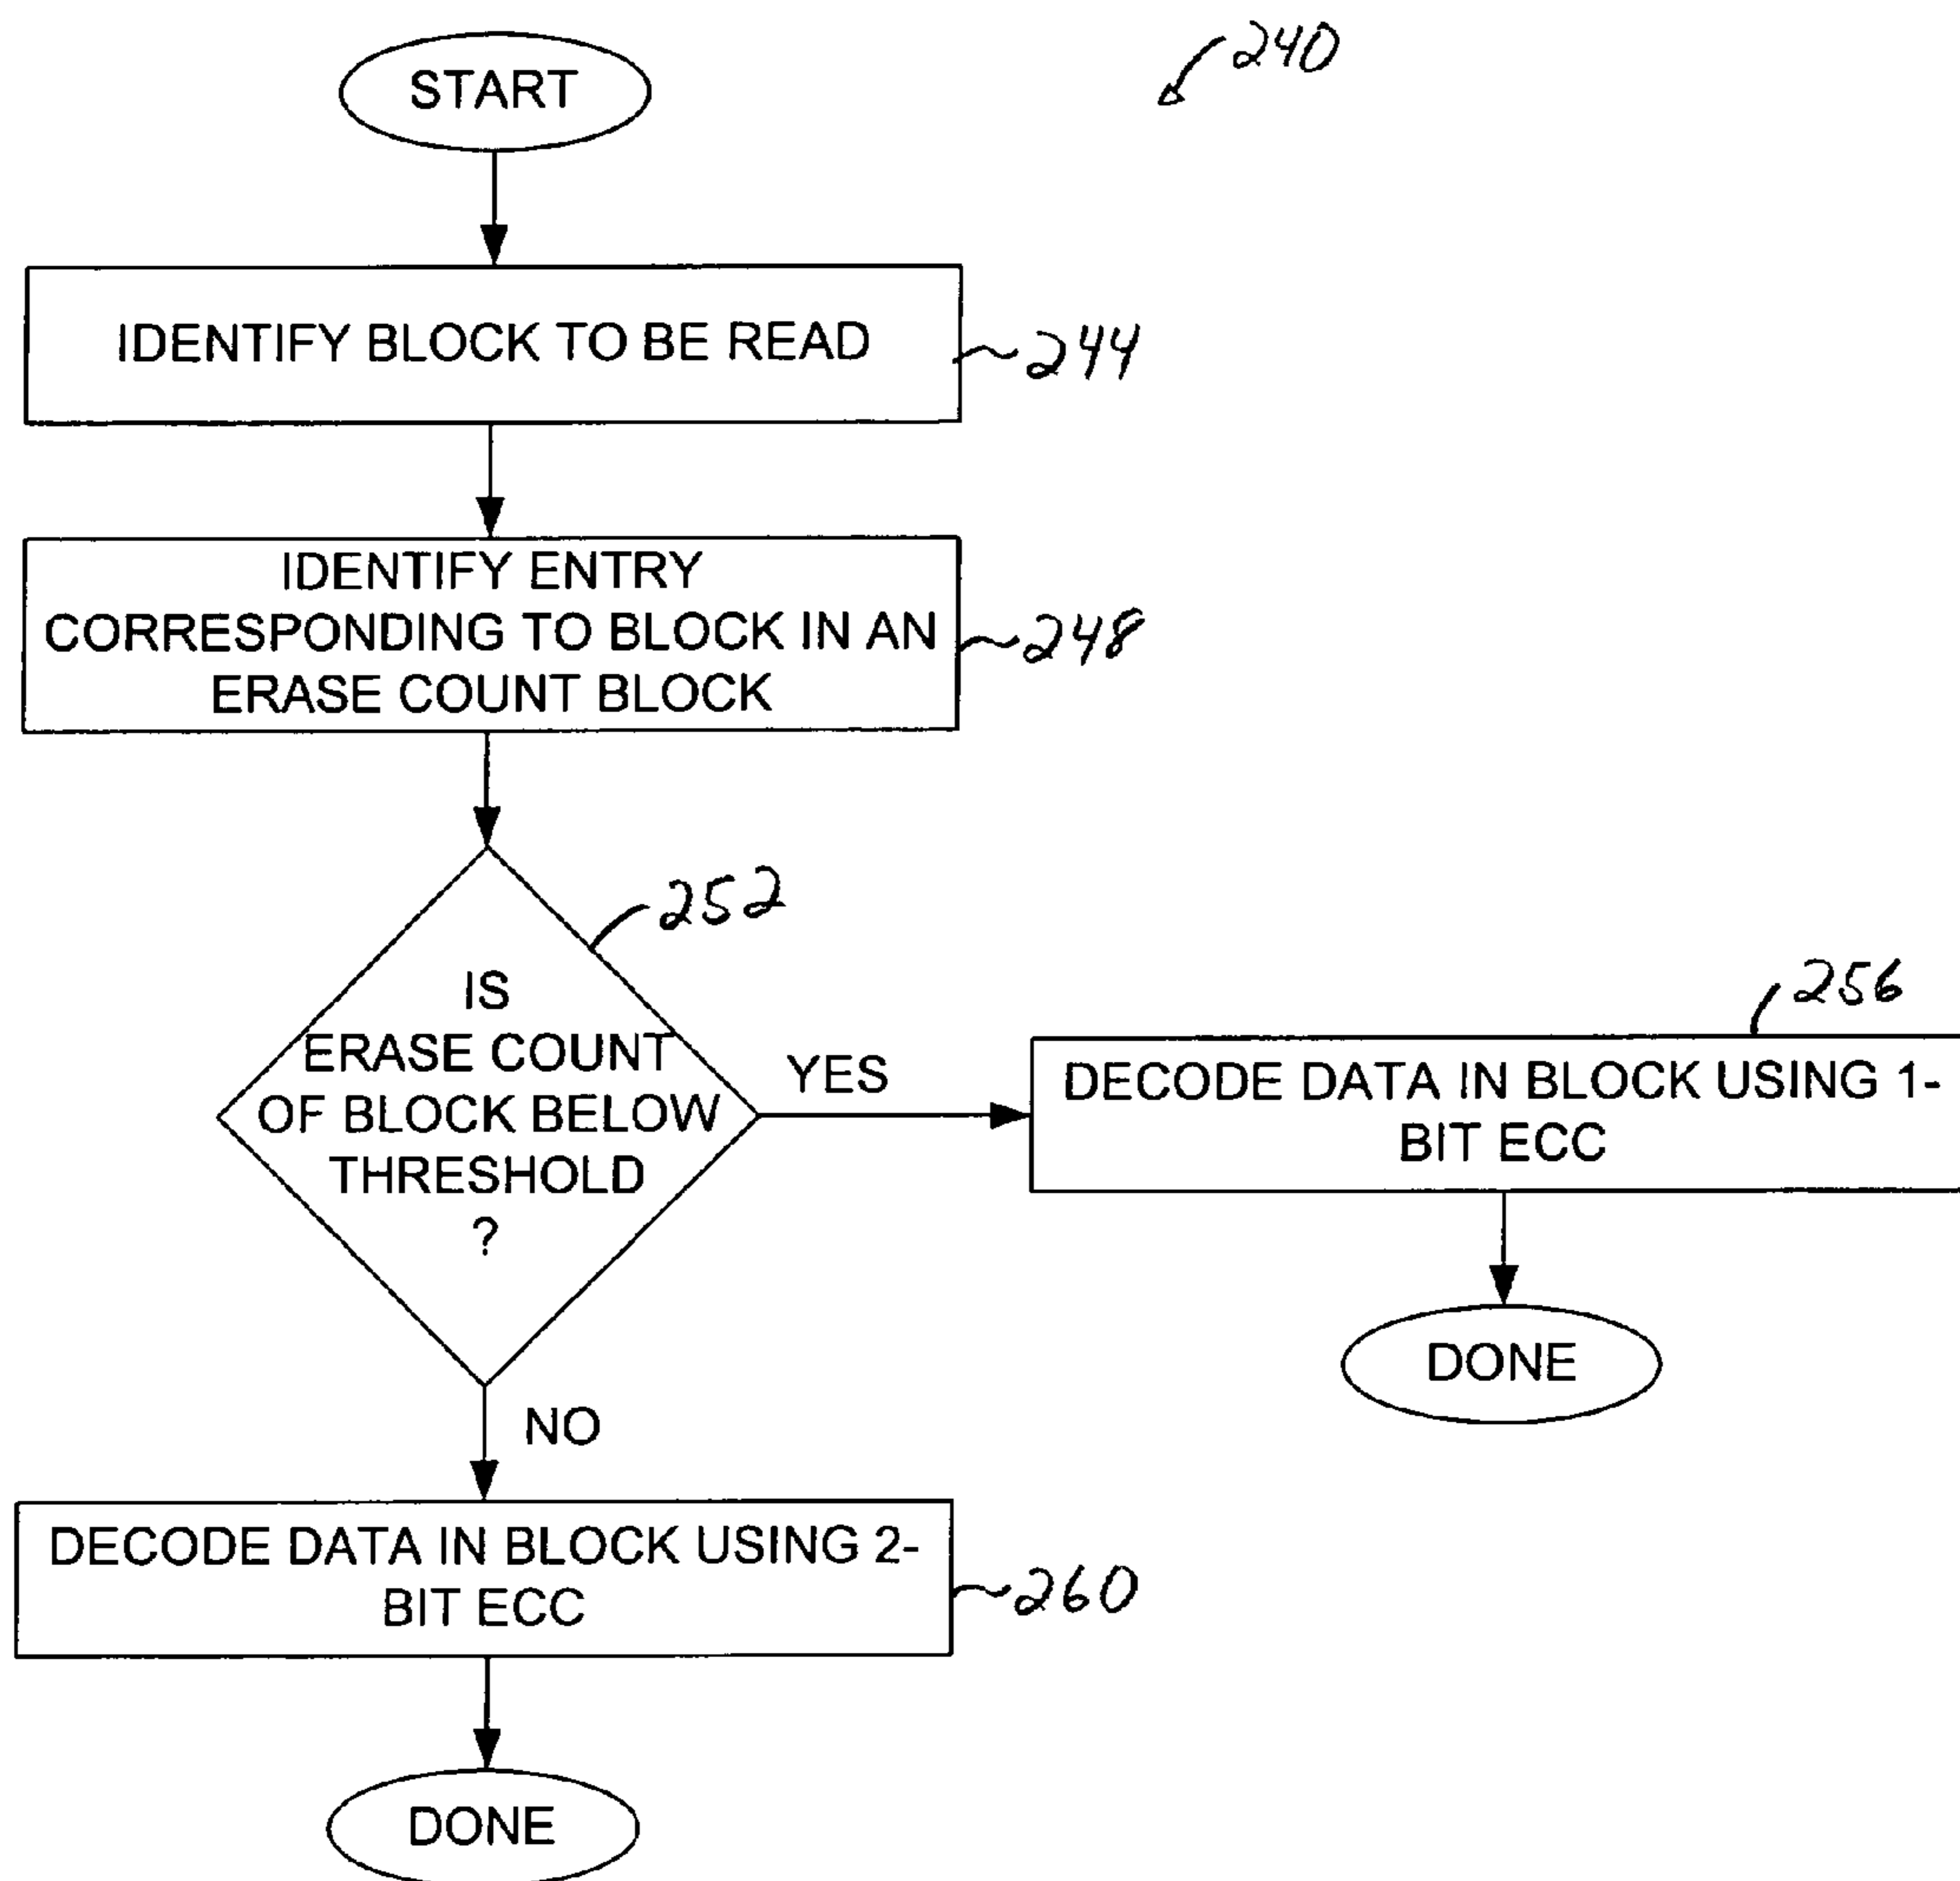 START
240
IDENTIFY BLOCK TO BE READ
244
IDENTIFY ENTRY
CORRESPONDING TO BLOCK IN AN
ERASE COUNT BLOCK
248
252
IS
ERASE COUNT
OF BLOCK BELOW
THRESHOLD
?
YES
256
DECODE DATA IN BLOCK USING 1-
BIT ECC
DONE
NO
DECODE DATA IN BLOCK USING 2-
BIT ECC
260
DONE